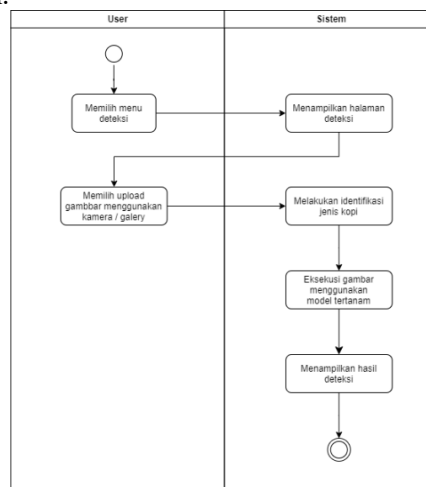 User
Sistem
Memilih menu
deteksi
Menampilkan halaman
deteksi
Memilih upload
gambbar menggunakan
kamera / galery
Melakukan identifikasi
jenis kopi
Eksekusi gambar
menggunakan
model tertanam
Menampilkan hasil
deteksi